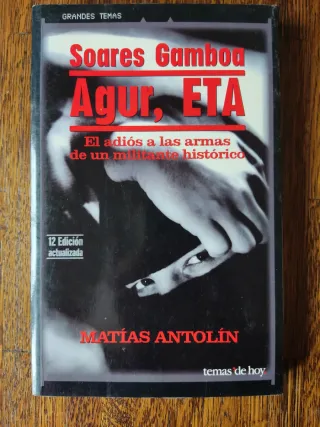 GRANDES TEMAS
Soares Gamboa
Agur, ETA
El adiós a las armas
de un militante histórico
12 Edición
actualizada
MATÍAS ANTOLÍN
temas'de hoy